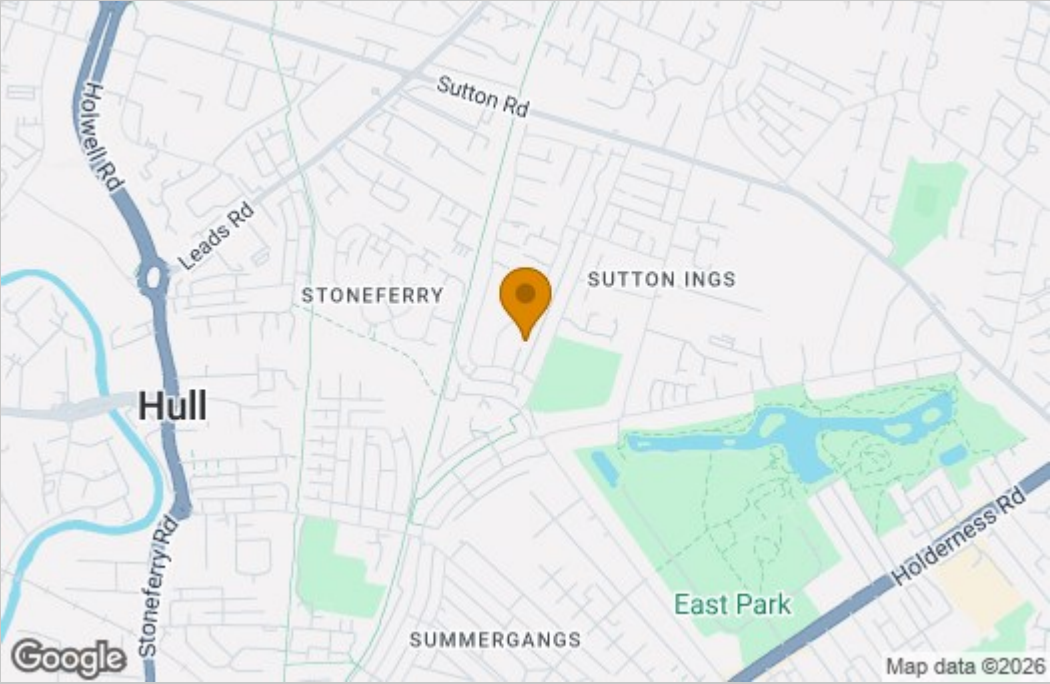 Holwell Rd
Sutton Rd
Leads Rd
STONEFERRY
SUTTON INGS
Hull
Stoneferry Rd
Holderness Rd
East Park
SUMMERGANGS
Google
Map data ©2026